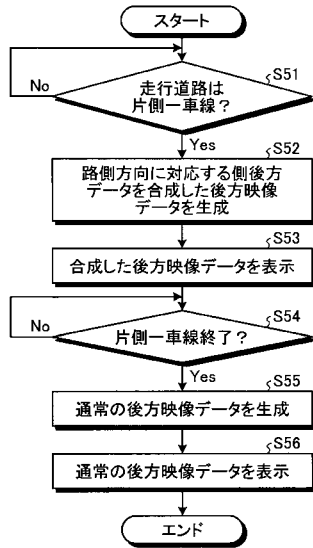 スタート
S51
走行道路は
片側一車線？
No
Yes
S52
路側方向に対応する側後方
データを合成した後方映像
データを生成
S53
合成した後方映像データを表示
S54
片側一車線終了？
No
Yes
S55
通常の後方映像データを生成
S56
通常の後方映像データを表示
エンド